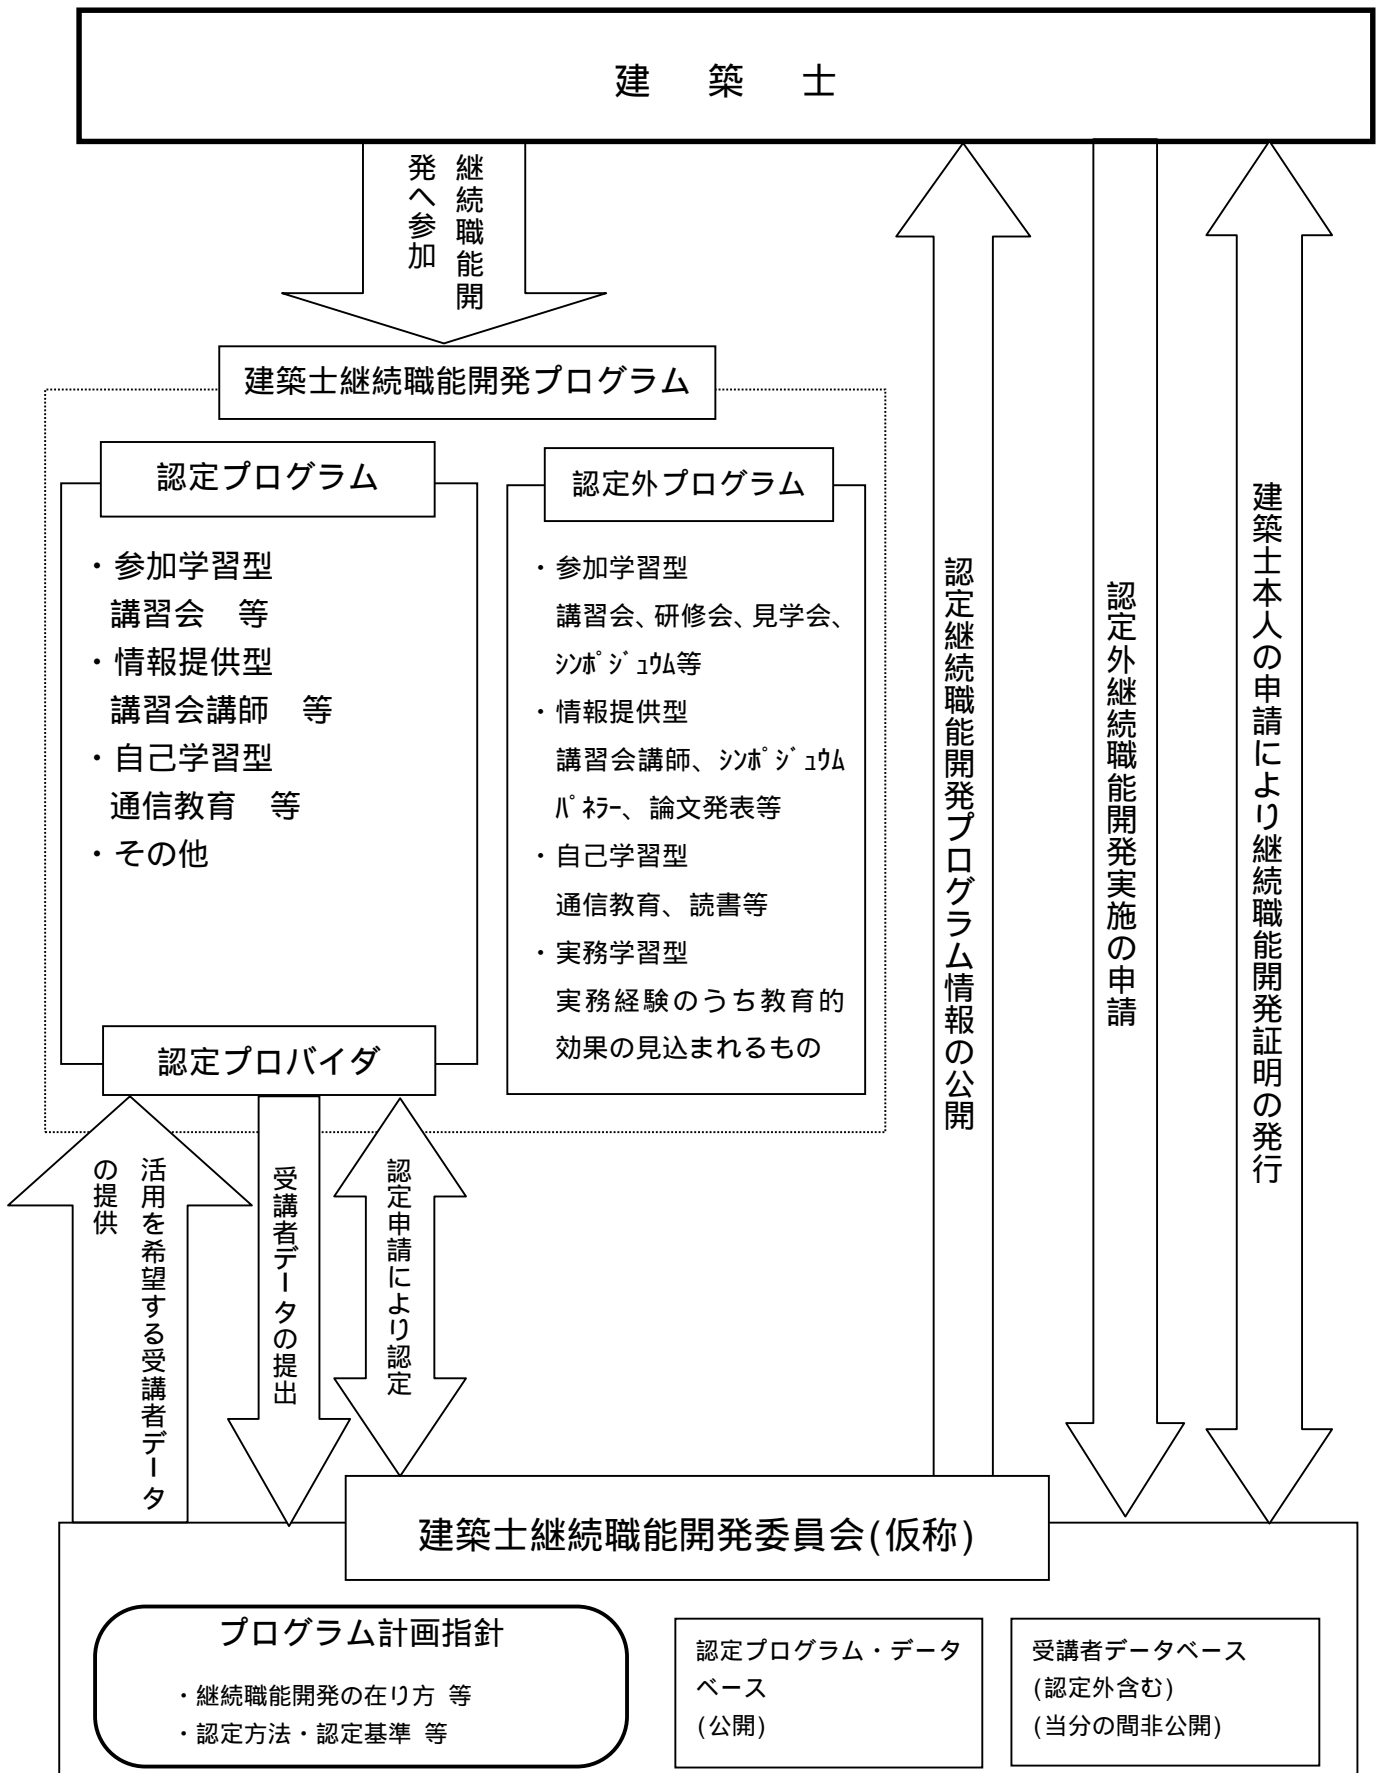 建　築　士
継続職能開
発へ参加
建築士継続職能開発プログラム
認定プログラム
・参加学習型
講習会　等
・情報提供型
講習会講師　等
・自己学習型
通信教育　等
・その他
認定プロバイダ
認定外プログラム
・参加学習型
講習会、研修会、見学会、
ｼﾝﾎﾟｼﾞｭｳﾑ等
・情報提供型
講習会講師、ｼﾝﾎﾟｼﾞｭｳﾑ
ﾊﾟﾈﾗｰ、論文発表等
・自己学習型
通信教育、読書等
・実務学習型
実務経験のうち教育的
効果の見込まれるもの
認定継続職能開発プログラム情報の公開
認定外継続職能開発実施の申請
建築士本人の申請により継続職能開発証明の発行
活用を希望する受講者データ
の提供
受講者データの提出
認定申請により認定
建築士継続職能開発委員会(仮称)
プログラム計画指針
・継続職能開発の在り方 等
・認定方法・認定基準 等
認定プログラム・データ
ベース
(公開)
受講者データベース
(認定外含む)
(当分の間非公開)